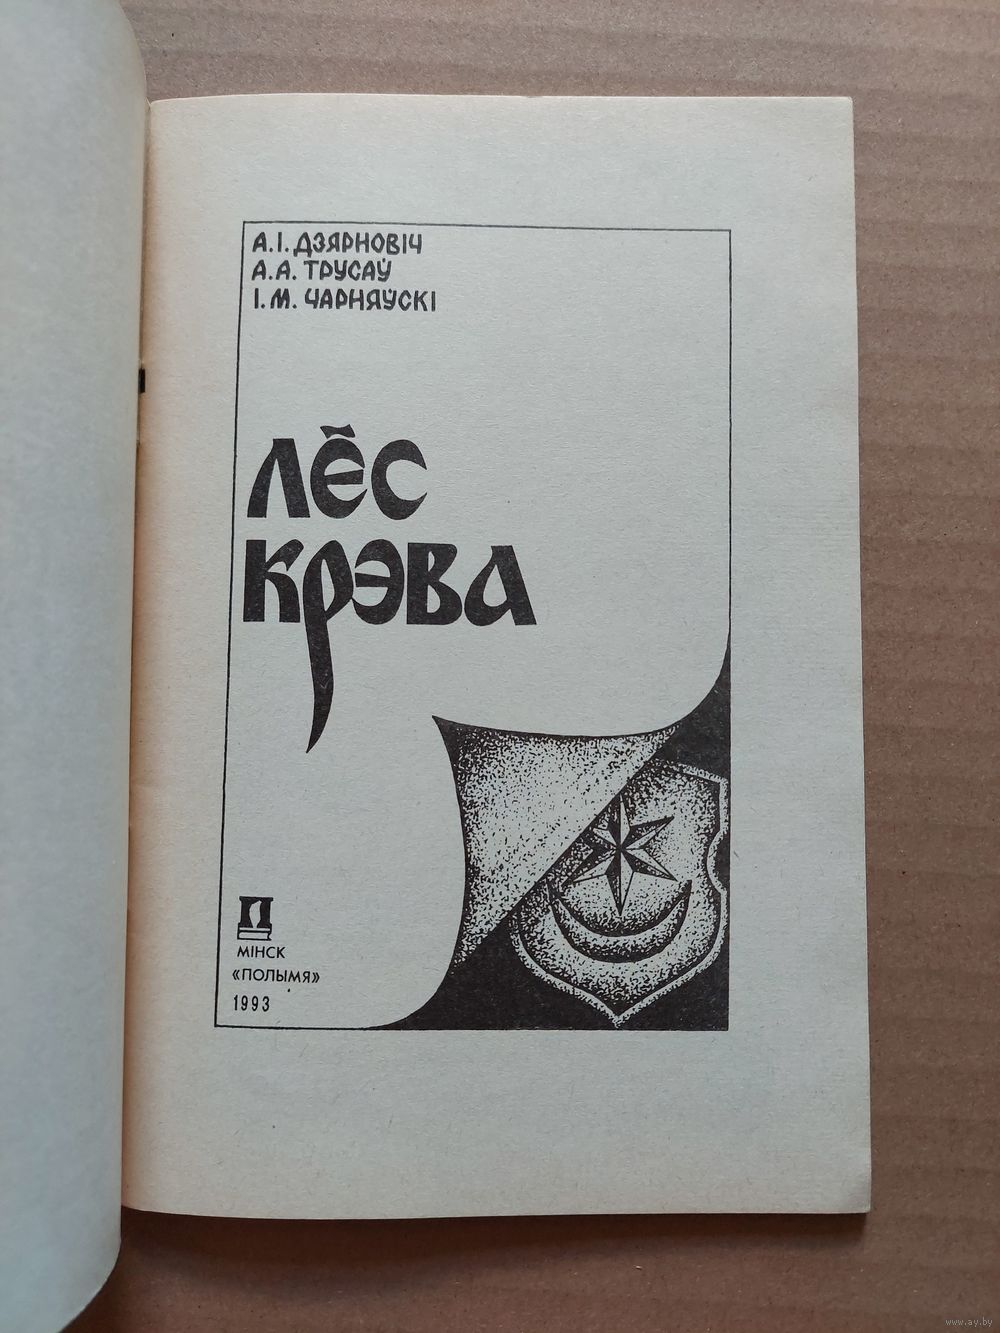 А.І. ДЗЯРНОВІЧ
А.А. ТРУСАЎ
І.М. ЧАРНЯЎСКІ
ЛЁС
КРЭВА
П
МІНСК
«ПОЛЫМЯ»
1993
www.ay.by